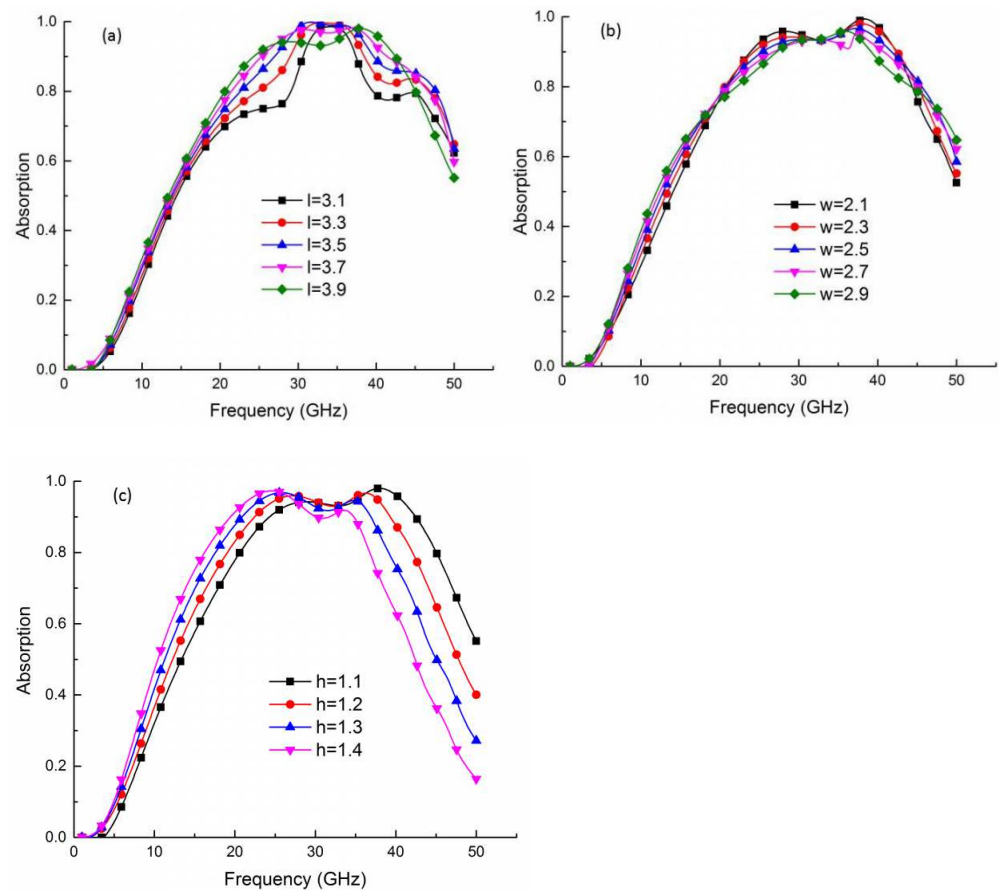 (a)
1.0
0.8
0.6
0.4
0.2
0.0
Absorption
l=3.1
l=3.3
l=3.5
l=3.7
l=3.9
0 10 20 30 40 50
Frequency (GHz)
(b)
1.0
0.8
0.6
0.4
0.2
0.0
Absorption
w=2.1
w=2.3
w=2.5
w=2.7
w=2.9
0 10 20 30 40 50
Frequency (GHz)
(c)
1.0
0.8
0.6
0.4
0.2
0.0
Absorption
h=1.1
h=1.2
h=1.3
h=1.4
0 10 20 30 40 50
Frequency (GHz)